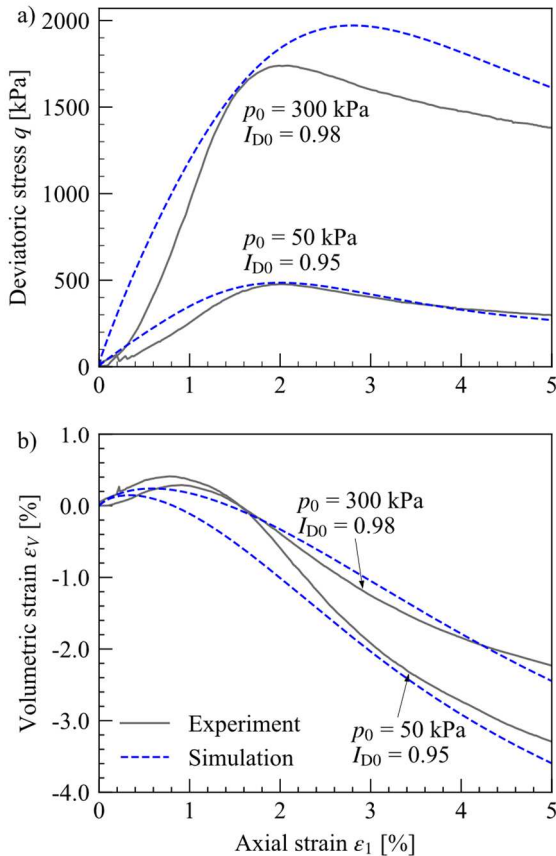 a)
2000
1500
1000
500
0
Deviatoric stress q [kPa]
p0 = 300 kPa
ID0 = 0.98
p0 = 50 kPa
ID0 = 0.95
0 1 2 3 4 5
b)
1.0
0.0
-1.0
-2.0
-3.0
-4.0
Volumetric strain εV [%]
p0 = 300 kPa
ID0 = 0.98
p0 = 50 kPa
ID0 = 0.95
Experiment
Simulation
0 1 2 3 4 5
Axial strain ε1 [%]